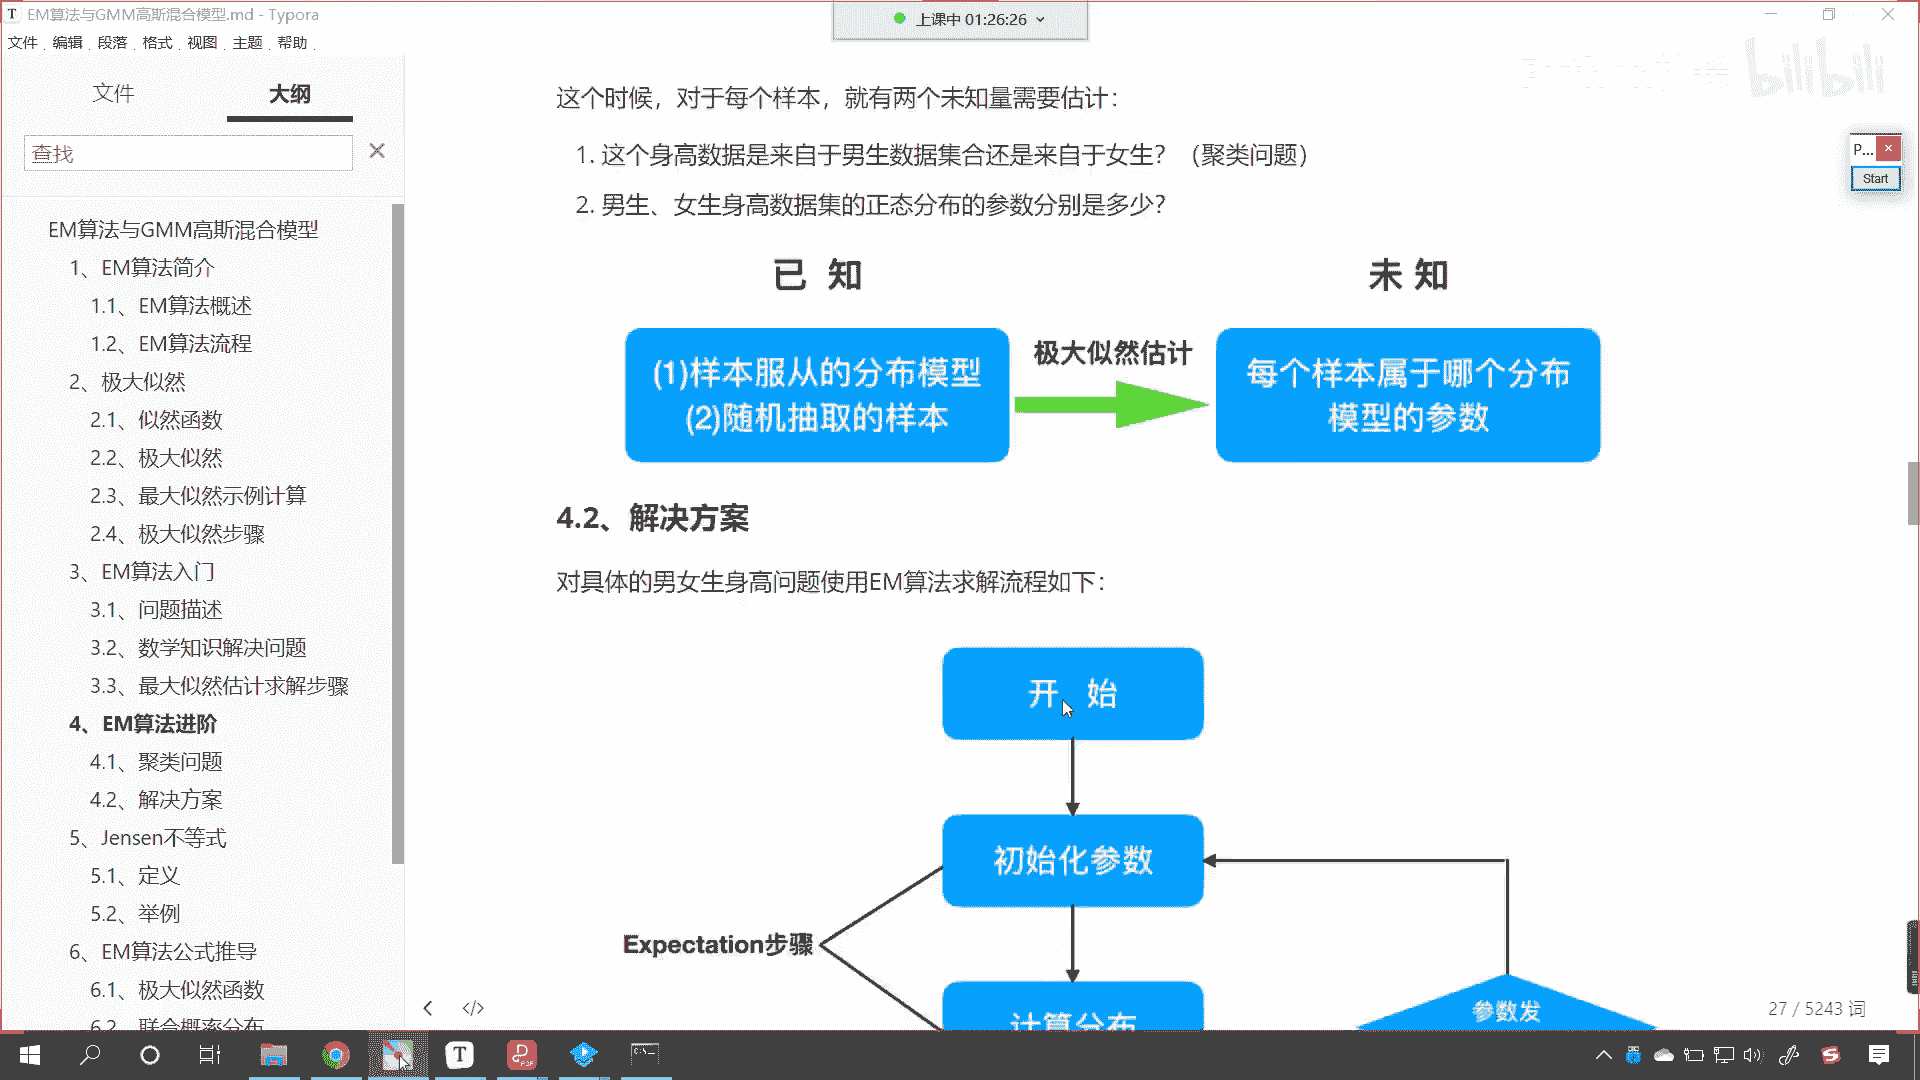 EM算法与GMM高斯混合模型.md - Typora
上课中 01:26:26
文件 编辑 段落 格式 视图 主题 帮助
bilibili
文件 大纲
查找
EM算法与GMM高斯混合模型
1、EM算法简介
1.1、EM算法概述
1.2、EM算法流程
2、极大似然
2.1、似然函数
2.2、极大似然
2.3、最大似然示例计算
2.4、极大似然步骤
3、EM算法入门
3.1、问题描述
3.2、数学知识解决问题
3.3、最大似然估计求解步骤
4、EM算法进阶
4.1、聚类问题
4.2、解决方案
5、Jensen不等式
5.1、定义
5.2、举例
6、EM算法公式推导
6.1、极大似然函数
6.2、联合概率分布
这个时候，对于每个样本，就有两个未知量需要估计：
1. 这个身高数据是来自于男生数据集合还是来自于女生？（聚类问题）
2. 男生、女生身高数据集的正态分布的参数分别是多少？
已 知
未 知
(1)样本服从的分布模型
(2)随机抽取的样本
极大似然估计
每个样本属于哪个分布
模型的参数
4.2、解决方案
对具体的男女生身高问题使用EM算法求解流程如下：
开 始
初始化参数
Expectation步骤
计算分布
参数发
P...
Start
27 / 5243 词